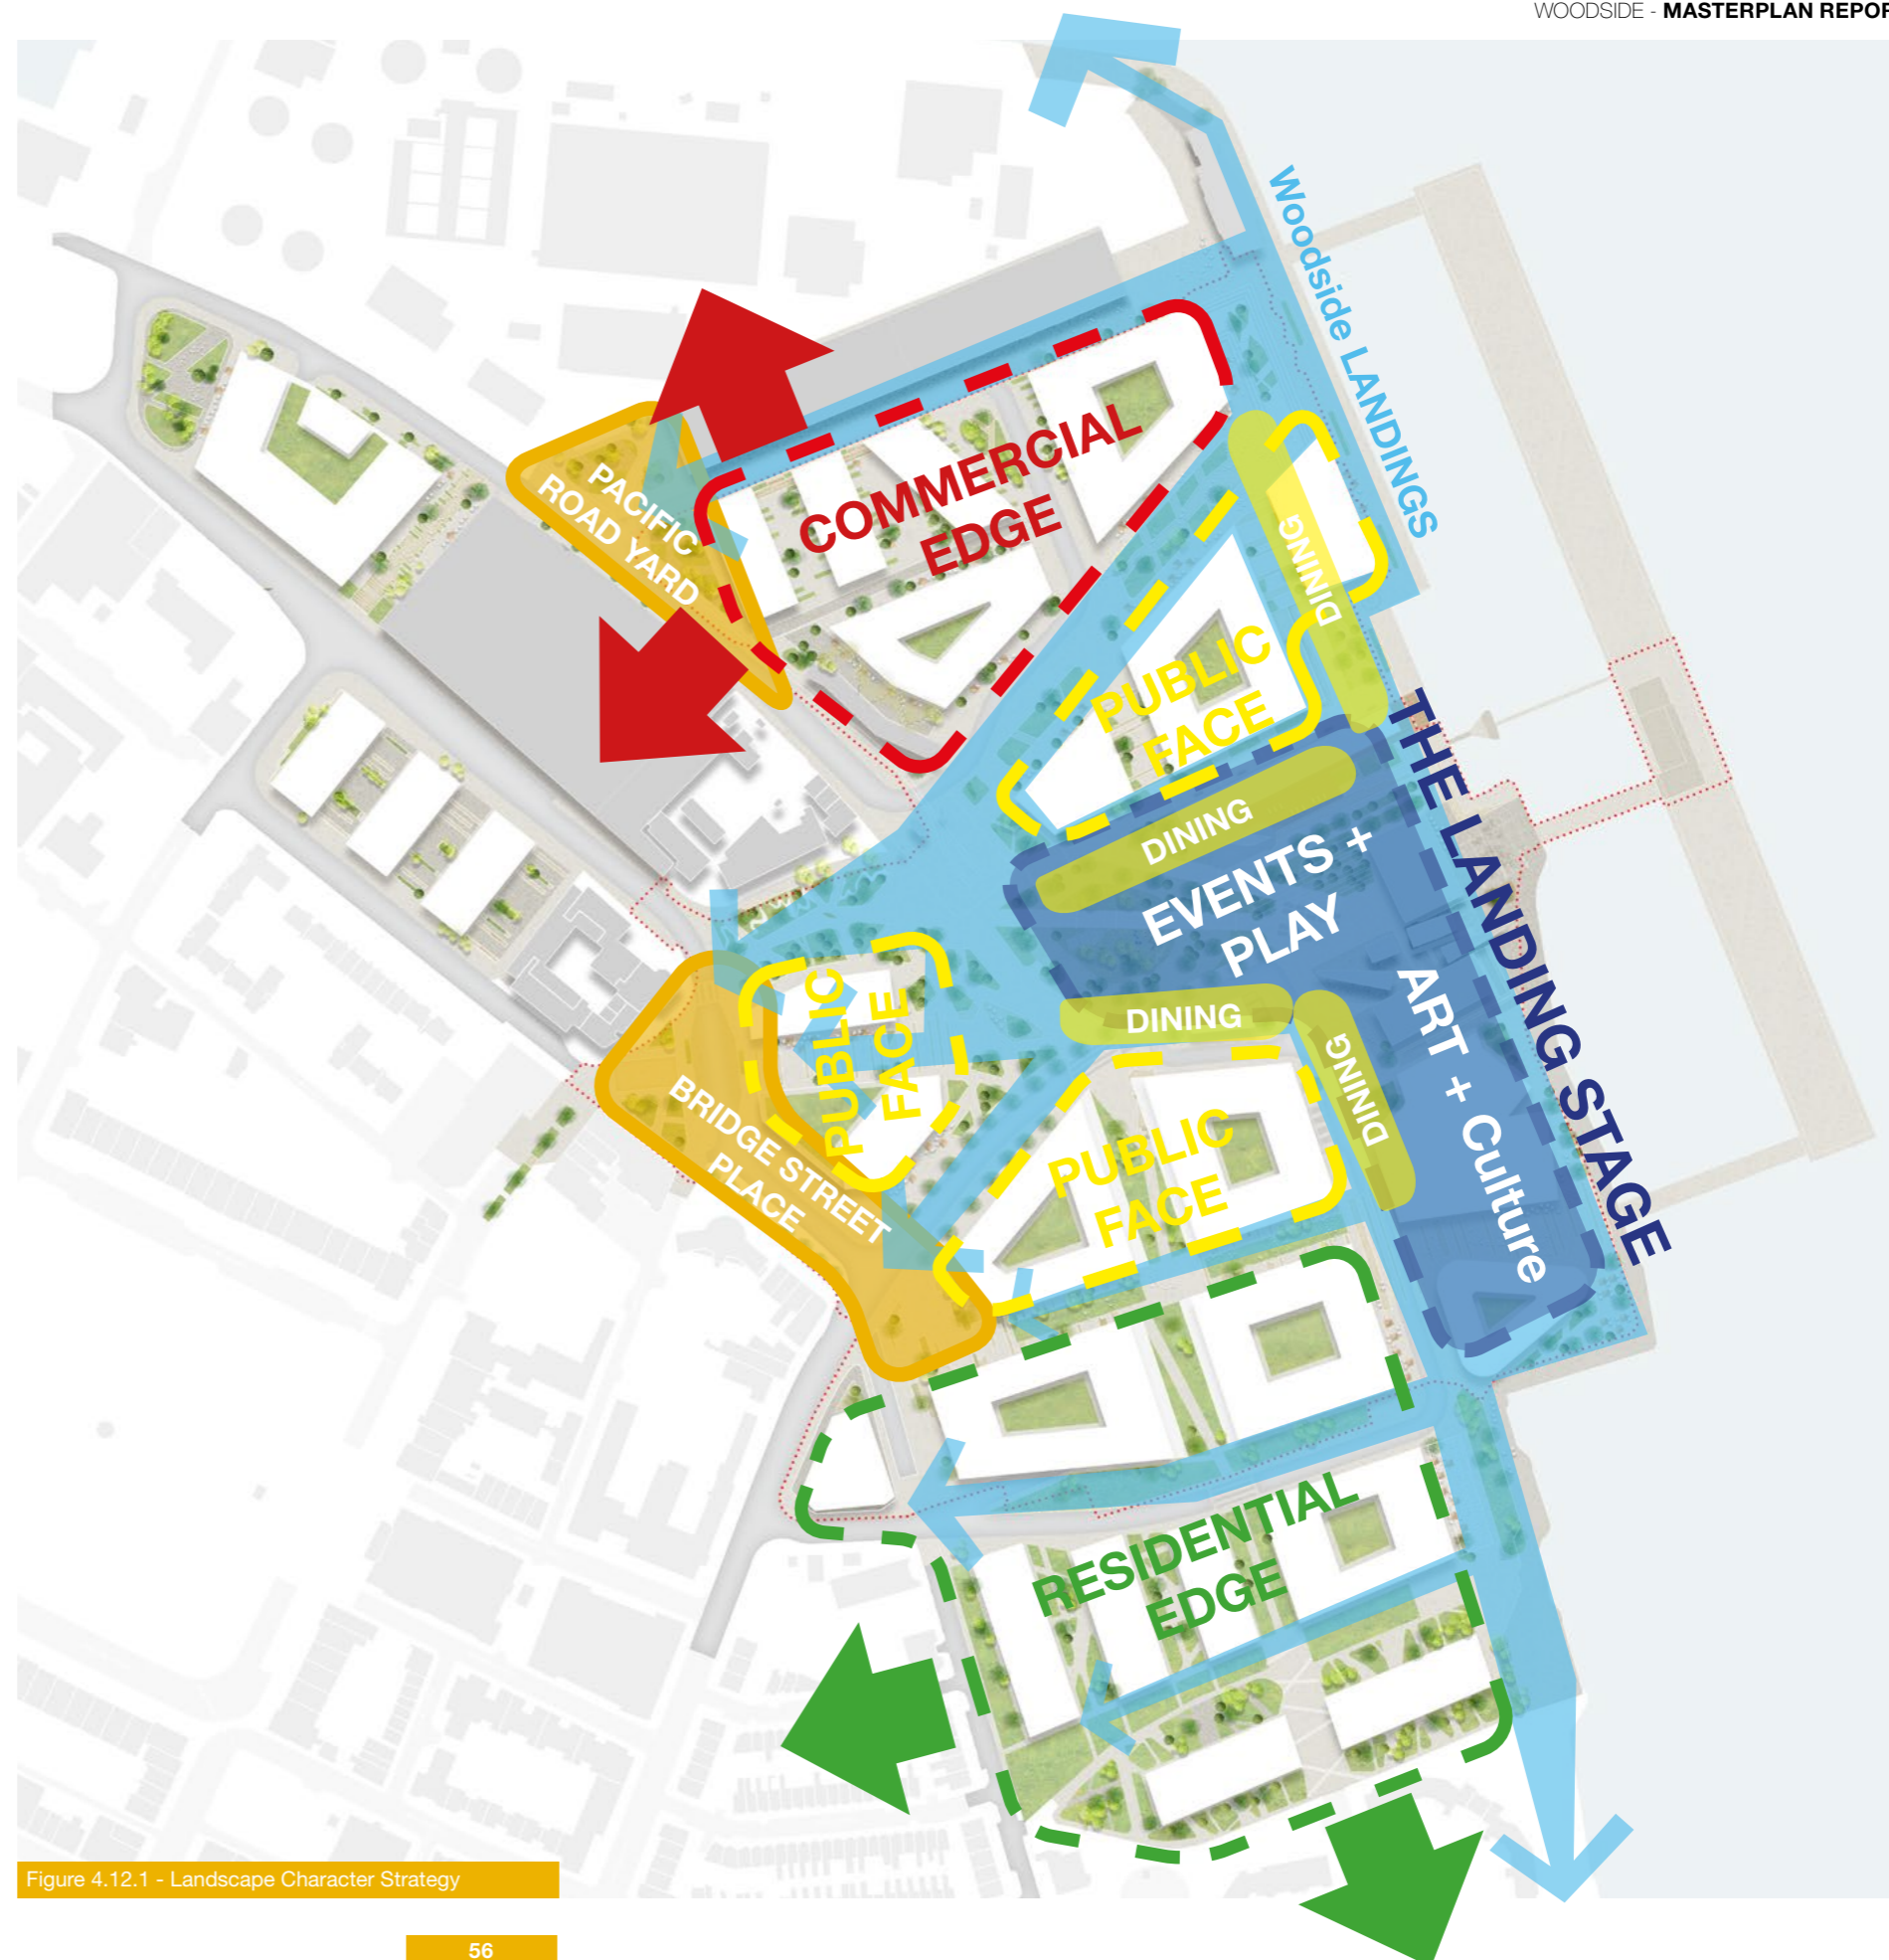 WOODSIDE - MASTERPLAN REPOR
Woodside LANDINGS
COMMERCIAL
EDGE
PACIFIC
ROAD YARD
DINING
PUBLIC
FACE
THE LANDING STAGE
DINING
EVENTS +
PLAY
ART + Culture
DINING
DINING
PUBLIC
FACE
BRIDGE STREET
PLACE
PUBLIC
FACE
RESIDENTIAL
EDGE
Figure 4.12.1 - Landscape Character Strategy
56